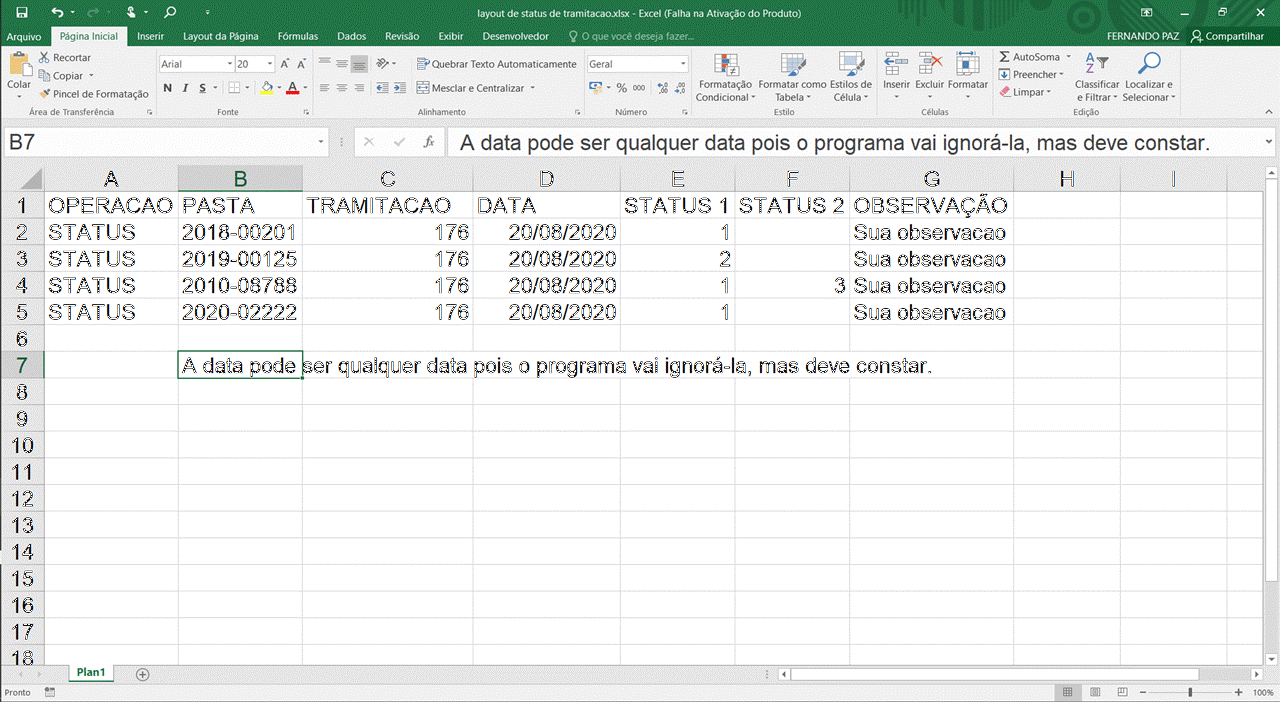 layout de status de tramitacao.xlsx - Excel (Falha na Ativação do Produto)
Arquivo Página Inicial Inserir Layout da Página Fórmulas Dados Revisão Exibir Desenvolvedor O que você deseja fazer... FERNANDO PAZ Compartilhar
Colar
Recortar
Copiar
Pincel de Formatação
Área de Transferência
Arial 20
N I S
Fonte
Quebrar Texto Automaticamente
Mesclar e Centralizar
Alinhamento
Geral
% 000
Número
Formatação Condicional
Formatar como Tabela
Estilos de Célula
Estilo
Inserir Excluir Formatar
Células
AutoSoma
Preencher
Limpar
Classificar e Filtrar
Localizar e Selecionar
Edição
B7 fx A data pode ser qualquer data pois o programa vai ignorá-la, mas deve constar.
A B C D E F G H I
1 OPERACAO PASTA TRAMITACAO DATA STATUS 1 STATUS 2 OBSERVAÇÃO
2 STATUS 2018-00201 176 20/08/2020 1 Sua observacao
3 STATUS 2019-00125 176 20/08/2020 2 Sua observacao
4 STATUS 2010-08788 176 20/08/2020 1 3 Sua observacao
5 STATUS 2020-02222 176 20/08/2020 1 Sua observacao
6
7 A data pode ser qualquer data pois o programa vai ignorá-la, mas deve constar.
8
9
10
11
12
13
14
15
16
17
18
Plan1
Pronto 100%